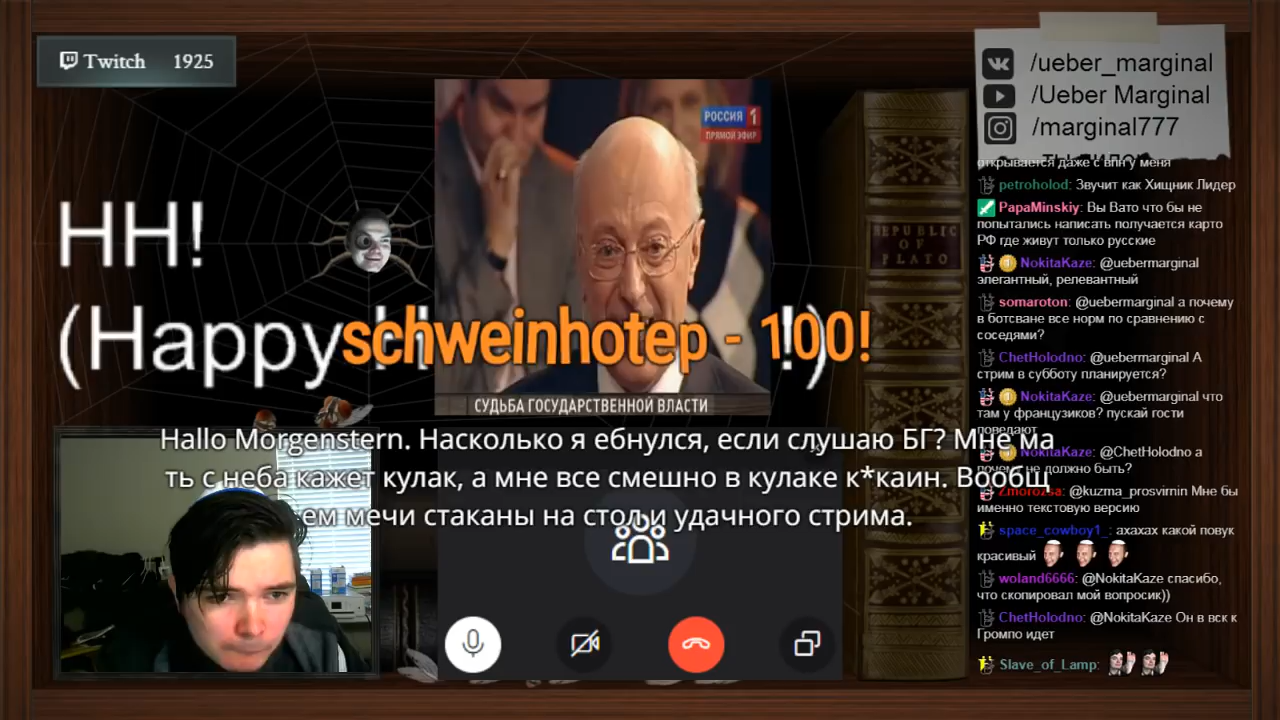 Twitch 1925
/ueber_marginal
/Ueber Marginal
/marginal777
РОССИЯ 1
ПРЯМОЙ ЭФИР
HH!
(Happy
!)
schweinhotep - 100!
СУДЬБА ГОСУДАРСТВЕННОЙ ВЛАСТИ
Hallo Morgenstern. Насколько я ебнулся, если слушаю БГ? Мне ма
ть с неба кажет кулак, а мне все смешно в кулаке к*каин. Вообщ
ем мечи стаканы на стол и удачного стрима.
REPUBLIC
OF
PLATO
открывается даже с впн у меня
petroholod: Звучит как Хищник Лидер
PapaMinskiy: Вы Вато что бы не
попытались написать получается карто
РФ где живут только русские
NokitaKaze: @uebermarginal
элегантный, релевантный
somaroton: @uebermarginal а почему
в ботсване все норм по сравнению с
соседями?
ChetHolodno: @uebermarginal А
стрим в субботу планируется?
NokitaKaze: @uebermarginal что
там у французиков? пускай гости
поведают
NokitaKaze: @ChetHolodno а
почему не должно быть?
Zmorozsa: @kuzma_prosvirnin Мне бы
именно текстовую версию
space_cowboy1_: ахахах какой повук
красивый
woland6666: @NokitaKaze спасибо,
что скопировал мой вопросик))
ChetHolodno: @NokitaKaze Он в вск к
Громпо идет
Slave_of_Lamp: